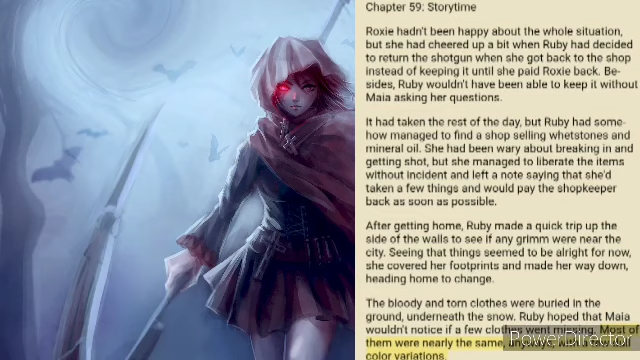 Chapter 59: Storytime
Roxie hadn't been happy about the whole situation,
but she had cheered up a bit when Ruby had decided
to return the shotgun when she got back to the shop
instead of keeping it until she paid Roxie back. Be-
sides, Ruby wouldn't have been able to keep it without
Maia asking her questions.
It had taken the rest of the day, but Ruby had some-
how managed to find a shop selling whetstones and
mineral oil. She had been wary about breaking in and
getting shot, but she managed to liberate the items
without incident and left a note saying that she'd
taken a few things and would pay the shopkeeper
back as soon as possible.
After getting home, Ruby made a quick trip up the
side of the walls to see if any grimm were near the
city. Seeing that things seemed to be alright for now,
she covered her footprints and made her way down,
heading home to change.
The bloody and torn clothes were buried in the
ground, underneath the snow. Ruby hoped that Maia
wouldn't notice if a few clothes went missing. Most of
them were nearly the same,
color variations.
PowerDirector